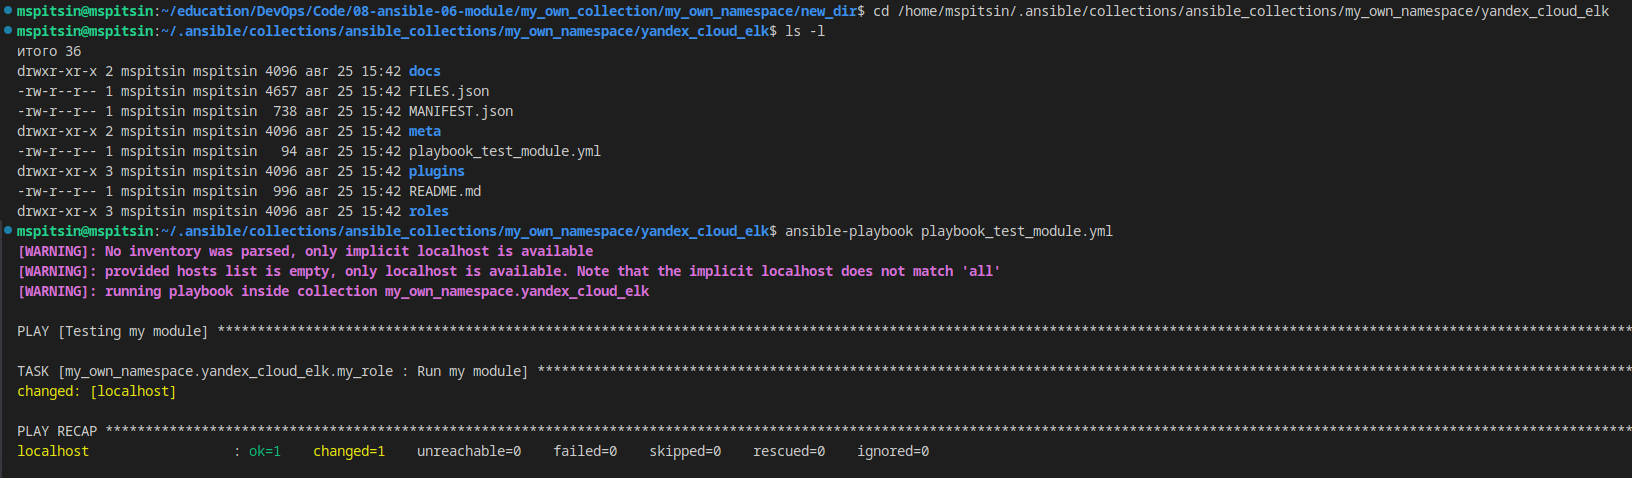 mspitsin@mspitsin:~/education/DevOps/Code/08-ansible-06-module/my_own_collection/my_own_namespace/new_dir$ cd /home/mspitsin/.ansible/collections/ansible_collections/my_own_namespace/yandex_cloud_elk
mspitsin@mspitsin:~/.ansible/collections/ansible_collections/my_own_namespace/yandex_cloud_elk$ ls -l
итого 36
drwxr-xr-x 2 mspitsin mspitsin 4096 авг 25 15:42 docs
-rw-r--r-- 1 mspitsin mspitsin 4657 авг 25 15:42 FILES.json
-rw-r--r-- 1 mspitsin mspitsin  738 авг 25 15:42 MANIFEST.json
drwxr-xr-x 2 mspitsin mspitsin 4096 авг 25 15:42 meta
-rw-r--r-- 1 mspitsin mspitsin   94 авг 25 15:42 playbook_test_module.yml
drwxr-xr-x 3 mspitsin mspitsin 4096 авг 25 15:42 plugins
-rw-r--r-- 1 mspitsin mspitsin  996 авг 25 15:42 README.md
drwxr-xr-x 3 mspitsin mspitsin 4096 авг 25 15:42 roles
mspitsin@mspitsin:~/.ansible/collections/ansible_collections/my_own_namespace/yandex_cloud_elk$ ansible-playbook playbook_test_module.yml
[WARNING]: No inventory was parsed, only implicit localhost is available
[WARNING]: provided hosts list is empty, only localhost is available. Note that the implicit localhost does not match 'all'
[WARNING]: running playbook inside collection my_own_namespace.yandex_cloud_elk
PLAY [Testing my module] *********************************************************************************************************************************************************************************
TASK [my_own_namespace.yandex_cloud_elk.my_role : Run my module] *****************************************************************************************************************************************
changed: [localhost]
PLAY RECAP ***********************************************************************************************************************************************************************************************
localhost                  : ok=1    changed=1    unreachable=0    failed=0    skipped=0    rescued=0    ignored=0